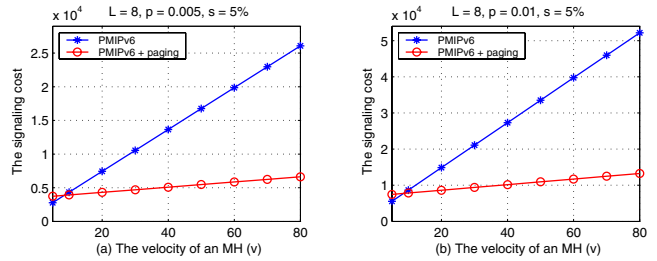 x 10^4
L = 8, p = 0.005, s = 5%
2.5
2
1.5
1
0.5
0
The signaling cost
PMIPv6
PMIPv6 + paging
20
40
60
80
(a) The velocity of an MH (v)
x 10^4
L = 8, p = 0.01, s = 5%
5
4
3
2
1
0
The signaling cost
PMIPv6
PMIPv6 + paging
20
40
60
80
(b) The velocity of an MH (v)